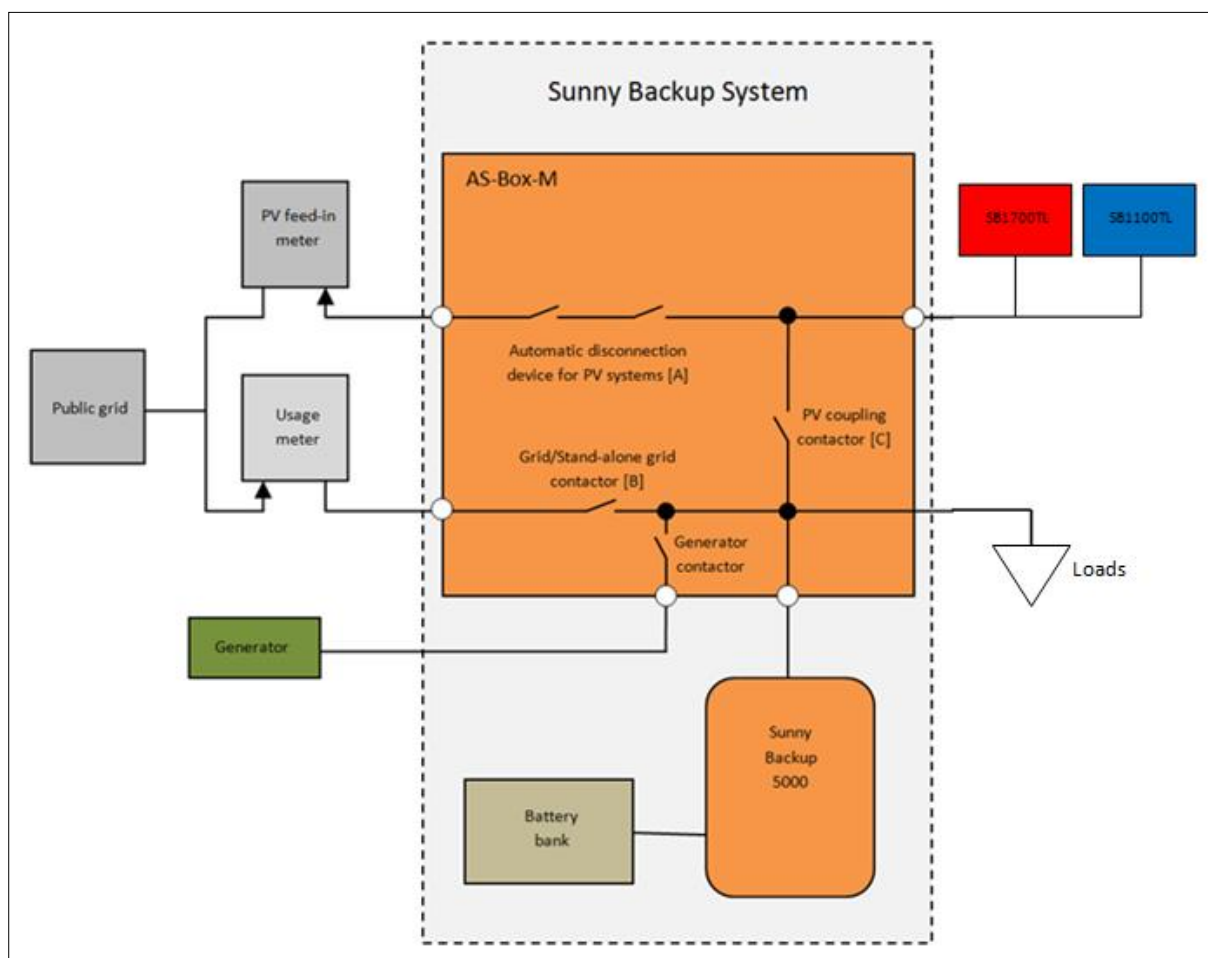 Sunny Backup System
AS-Box-M
PV feed-in
meter
SB1700TL
SB1100TL
Automatic disconnection
device for PV systems [A]
Public grid
Usage
meter
PV coupling
contactor [C]
Grid/Stand-alone grid
contactor [B]
Generator
contactor
Loads
Generator
Sunny
Backup
5000
Battery
bank